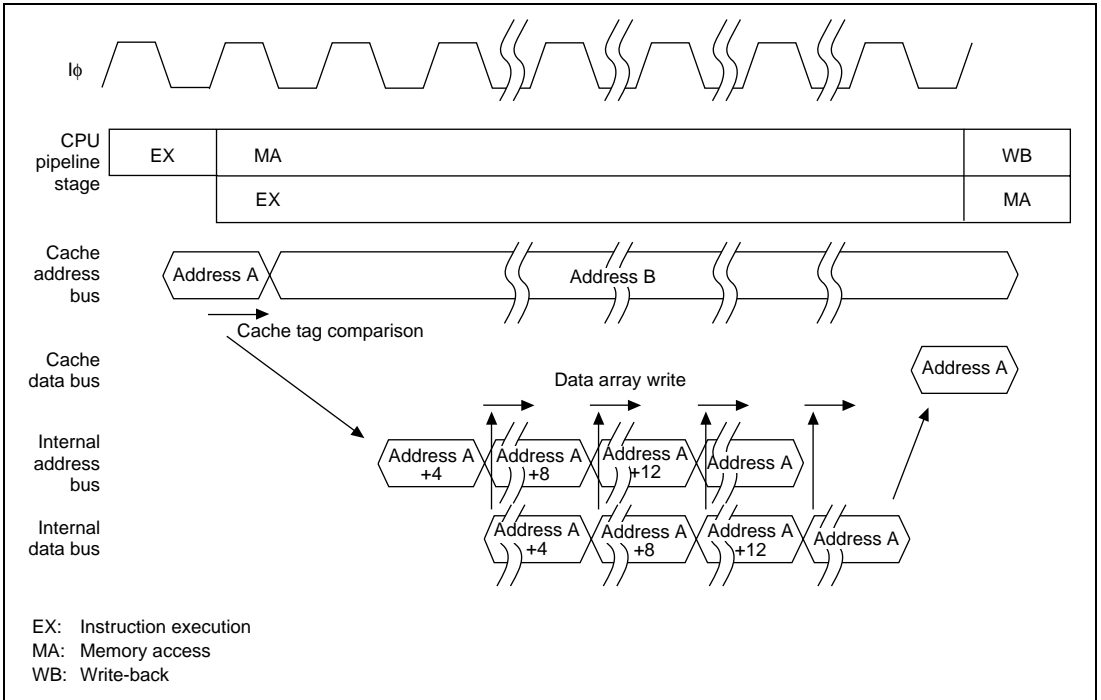 Iϕ
CPU
pipeline
stage
EX MA WB
EX MA
Cache
address
bus
Address A Address B
Cache tag comparison
Cache
data bus
Address A
Data array write
Internal
address
bus
Address A
+4
Address A
+8
Address A
+12
Address A
Internal
data bus
Address A
+4
Address A
+8
Address A
+12
Address A
EX: Instruction execution
MA: Memory access
WB: Write-back